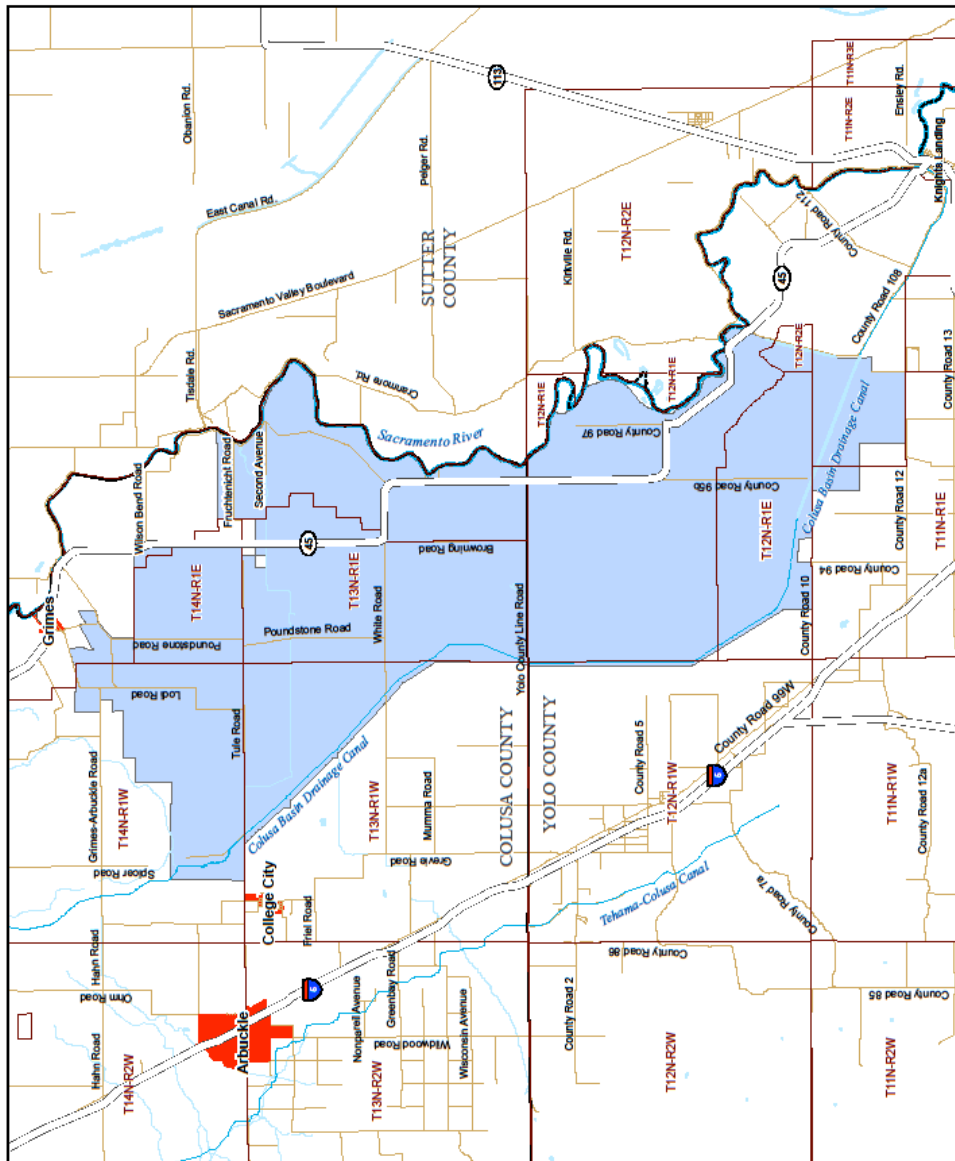 113
Obanion Rd.
East Canal Rd.
Pelger Rd.
T11N-R3E
T11N-R2E
Ensley Rd.
Knights Landing
Sacramento Valley Boulevard
SUTTER
COUNTY
Kirkville Rd.
T12N-R2E
County Road 112
45
County Road 108
Tisdale Rd.
Cranmore Rd.
T12N-R1E
T12N-R1E
T12N-R2E
County Road 13
Sacramento River
County Road 97
Colusa Basin Drainage Canal
Wilson Bend Road
Fruchtenicht Road
Second Avenue
County Road 95b
County Road 12
45
Browning Road
T12N-R1E
T11N-R1E
County Road 94
Grimes
T14N-R1E
T13N-R1E
White Road
Poundstone Road
Poundstone Road
Yolo County Line Road
County Road 10
Lodi Road
Tule Road
County Road 99W
Colusa Basin Drainage Canal
COLUSA COUNTY
YOLO COUNTY
County Road 5
5
Grimes-Arbuckle Road
T14N-R1W
T13N-R1W
Mumma Road
T12N-R1W
T11N-R1W
County Road 12a
Spicer Road
Grevie Road
College City
Friel Road
Tehama-Colusa Canal
County Road 7a
Hahn Road
Ohm Road
5
Greenbay Road
County Road 86
County Road 2
County Road 85
Arbuckle
Nonpareil Avenue
Wildwood Road
Wisconsin Avenue
Hahn Road
T14N-R2W
T13N-R2W
T12N-R2W
T11N-R2W